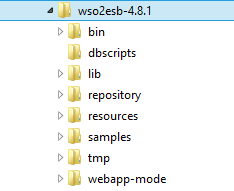 wso2esb-4.8.1
bin
dbscripts
lib
repository
resources
samples
tmp
webapp-mode